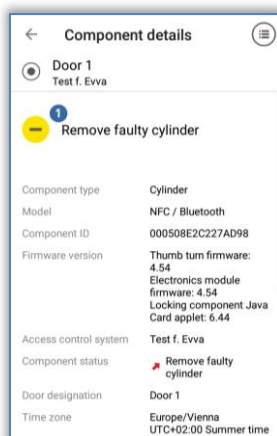 Component details
Door 1
Test f. Evva
1
Remove faulty cylinder
Component type Cylinder
Model NFC / Bluetooth
Component ID 000508E2C227AD98
Firmware version Thumb turn firmware:
4.54
Electronics module
firmware: 4.54
Locking component Java
Card applet: 6.44
Access control system Test f. Evva
Component status Remove faulty
cylinder
Door designation Door 1
Time zone Europe/Vienna
UTC+02:00 Summer time